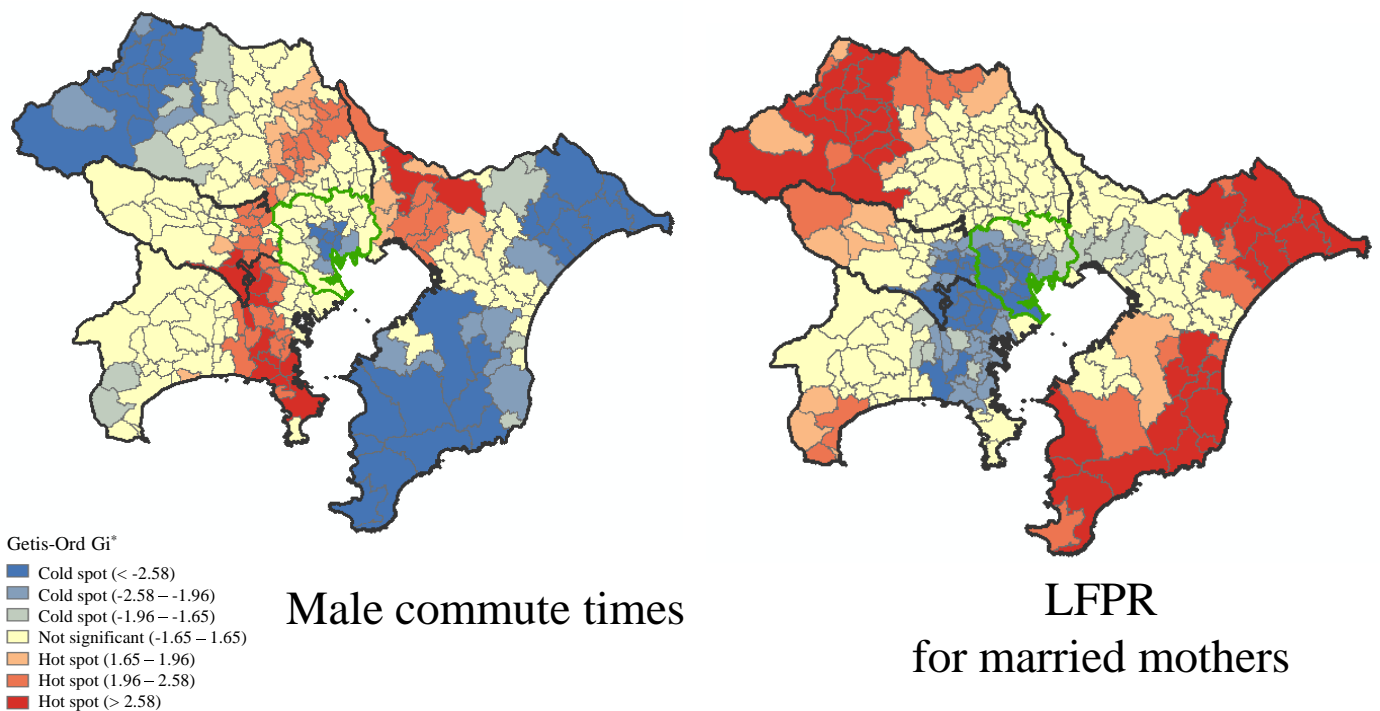 Getis-Ord Gi*
Cold spot (< -2.58)
Cold spot (-2.58 – -1.96)
Cold spot (-1.96 – -1.65)
Not significant (-1.65 – 1.65)
Hot spot (1.65 – 1.96)
Hot spot (1.96 – 2.58)
Hot spot (> 2.58)
Male commute times
LFPR
for married mothers